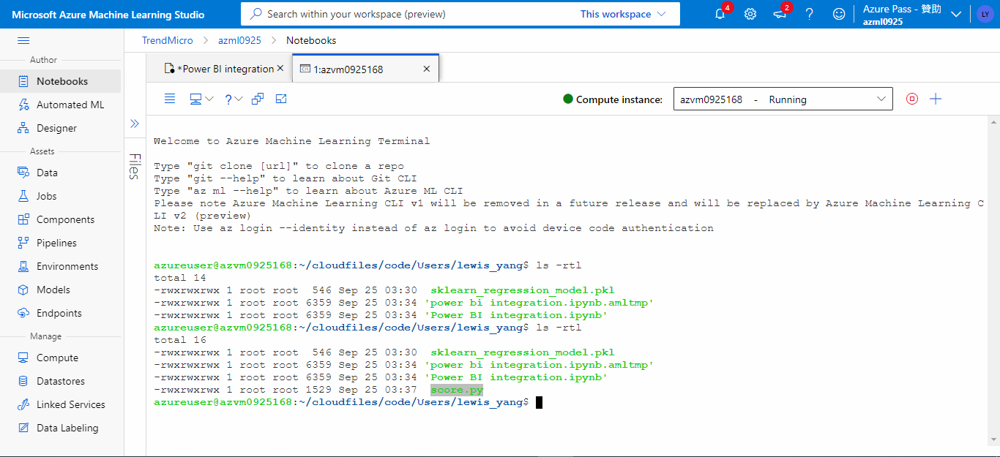 Microsoft Azure Machine Learning Studio
Search within your workspace (preview)
This workspace
4
2
?
Azure Pass - 贊助
azml0925
LY
TrendMicro > azml0925 > Notebooks
Author
Notebooks
Automated ML
Designer
Assets
Data
Jobs
Components
Pipelines
Environments
Models
Endpoints
Manage
Compute
Datastores
Linked Services
Data Labeling
Files
*Power BI integration ×
1:azvm0925168 ×
?
Compute instance:
azvm0925168 - Running
Welcome to Azure Machine Learning Terminal
Type "git clone [url]" to clone a repo
Type "git --help" to learn about Git CLI
Type "az ml --help" to learn about Azure ML CLI
Please note Azure Machine Learning CLI v1 will be removed in a future release and will be replaced by Azure Machine Learning C
LI v2 (preview)
Note: Use az login --identity instead of az login to avoid device code authentication
azureuser@azvm0925168:~/cloudfiles/code/Users/lewis_yang$ ls -rtl
total 14
-rwxrwxrwx 1 root root  546 Sep 25 03:30  sklearn_regression_model.pkl
-rwxrwxrwx 1 root root 6359 Sep 25 03:34 'power bi integration.ipynb.amltmp'
-rwxrwxrwx 1 root root 6359 Sep 25 03:34 'Power BI integration.ipynb'
azureuser@azvm0925168:~/cloudfiles/code/Users/lewis_yang$ ls -rtl
total 16
-rwxrwxrwx 1 root root  546 Sep 25 03:30  sklearn_regression_model.pkl
-rwxrwxrwx 1 root root 6359 Sep 25 03:34 'power bi integration.ipynb.amltmp'
-rwxrwxrwx 1 root root 6359 Sep 25 03:34 'Power BI integration.ipynb'
-rwxrwxrwx 1 root root 1529 Sep 25 03:37  score.py
azureuser@azvm0925168:~/cloudfiles/code/Users/lewis_yang$